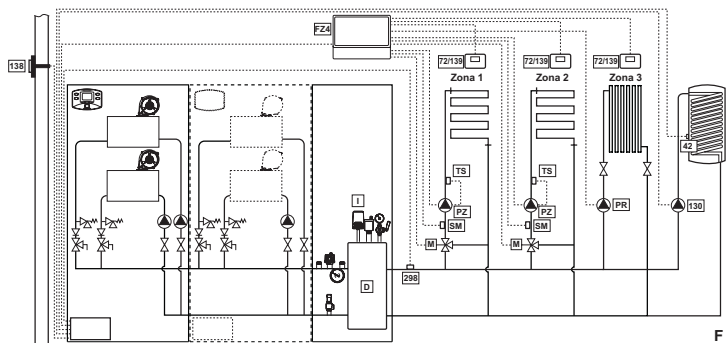 FZ4
138
72/139
72/139
72/139
Zona 1
Zona 2
Zona 3
42
TS
TS
I
PZ
PZ
PR
130
SM
SM
M
M
298
D
F